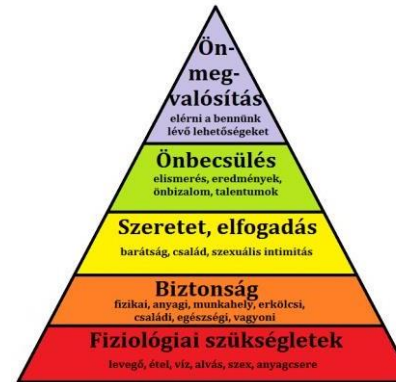 Ön-
meg-
valósítás
elérni a bennünk
lévő lehetőségeket
Önbecsülés
elismerés, eredmények,
önbizalom, talentumok
Szeretet, elfogadás
barátság, család, szexuális intimitás
Biztonság
fizikai, anyagi, munkahely, erkölcsi,
családi, egészségi, vagyoni
Fiziológiai szükségletek
levegő, étel, víz, alvás, szex, anyagcsere